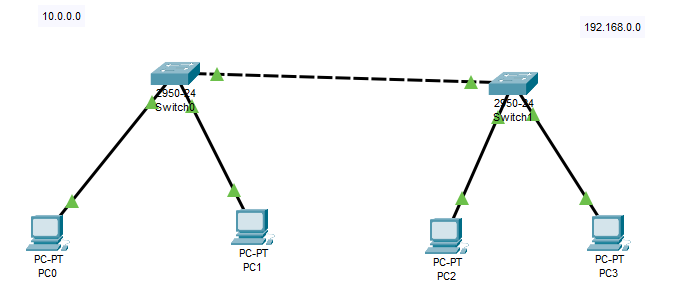 10.0.0.0
192.168.0.0
2950-24
Switch0
2950-24
Switch1
PC-PT
PC0
PC-PT
PC1
PC-PT
PC2
PC-PT
PC3